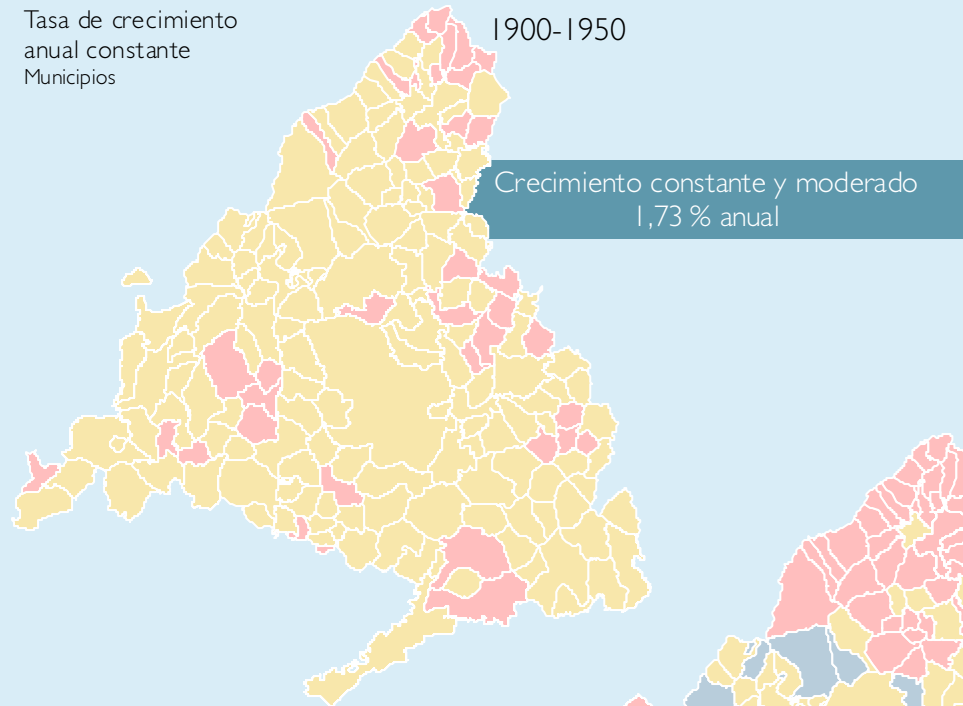 Tasa de crecimiento
anual constante
Municipios
1900-1950
Crecimiento constante y moderado
1,73 % anual